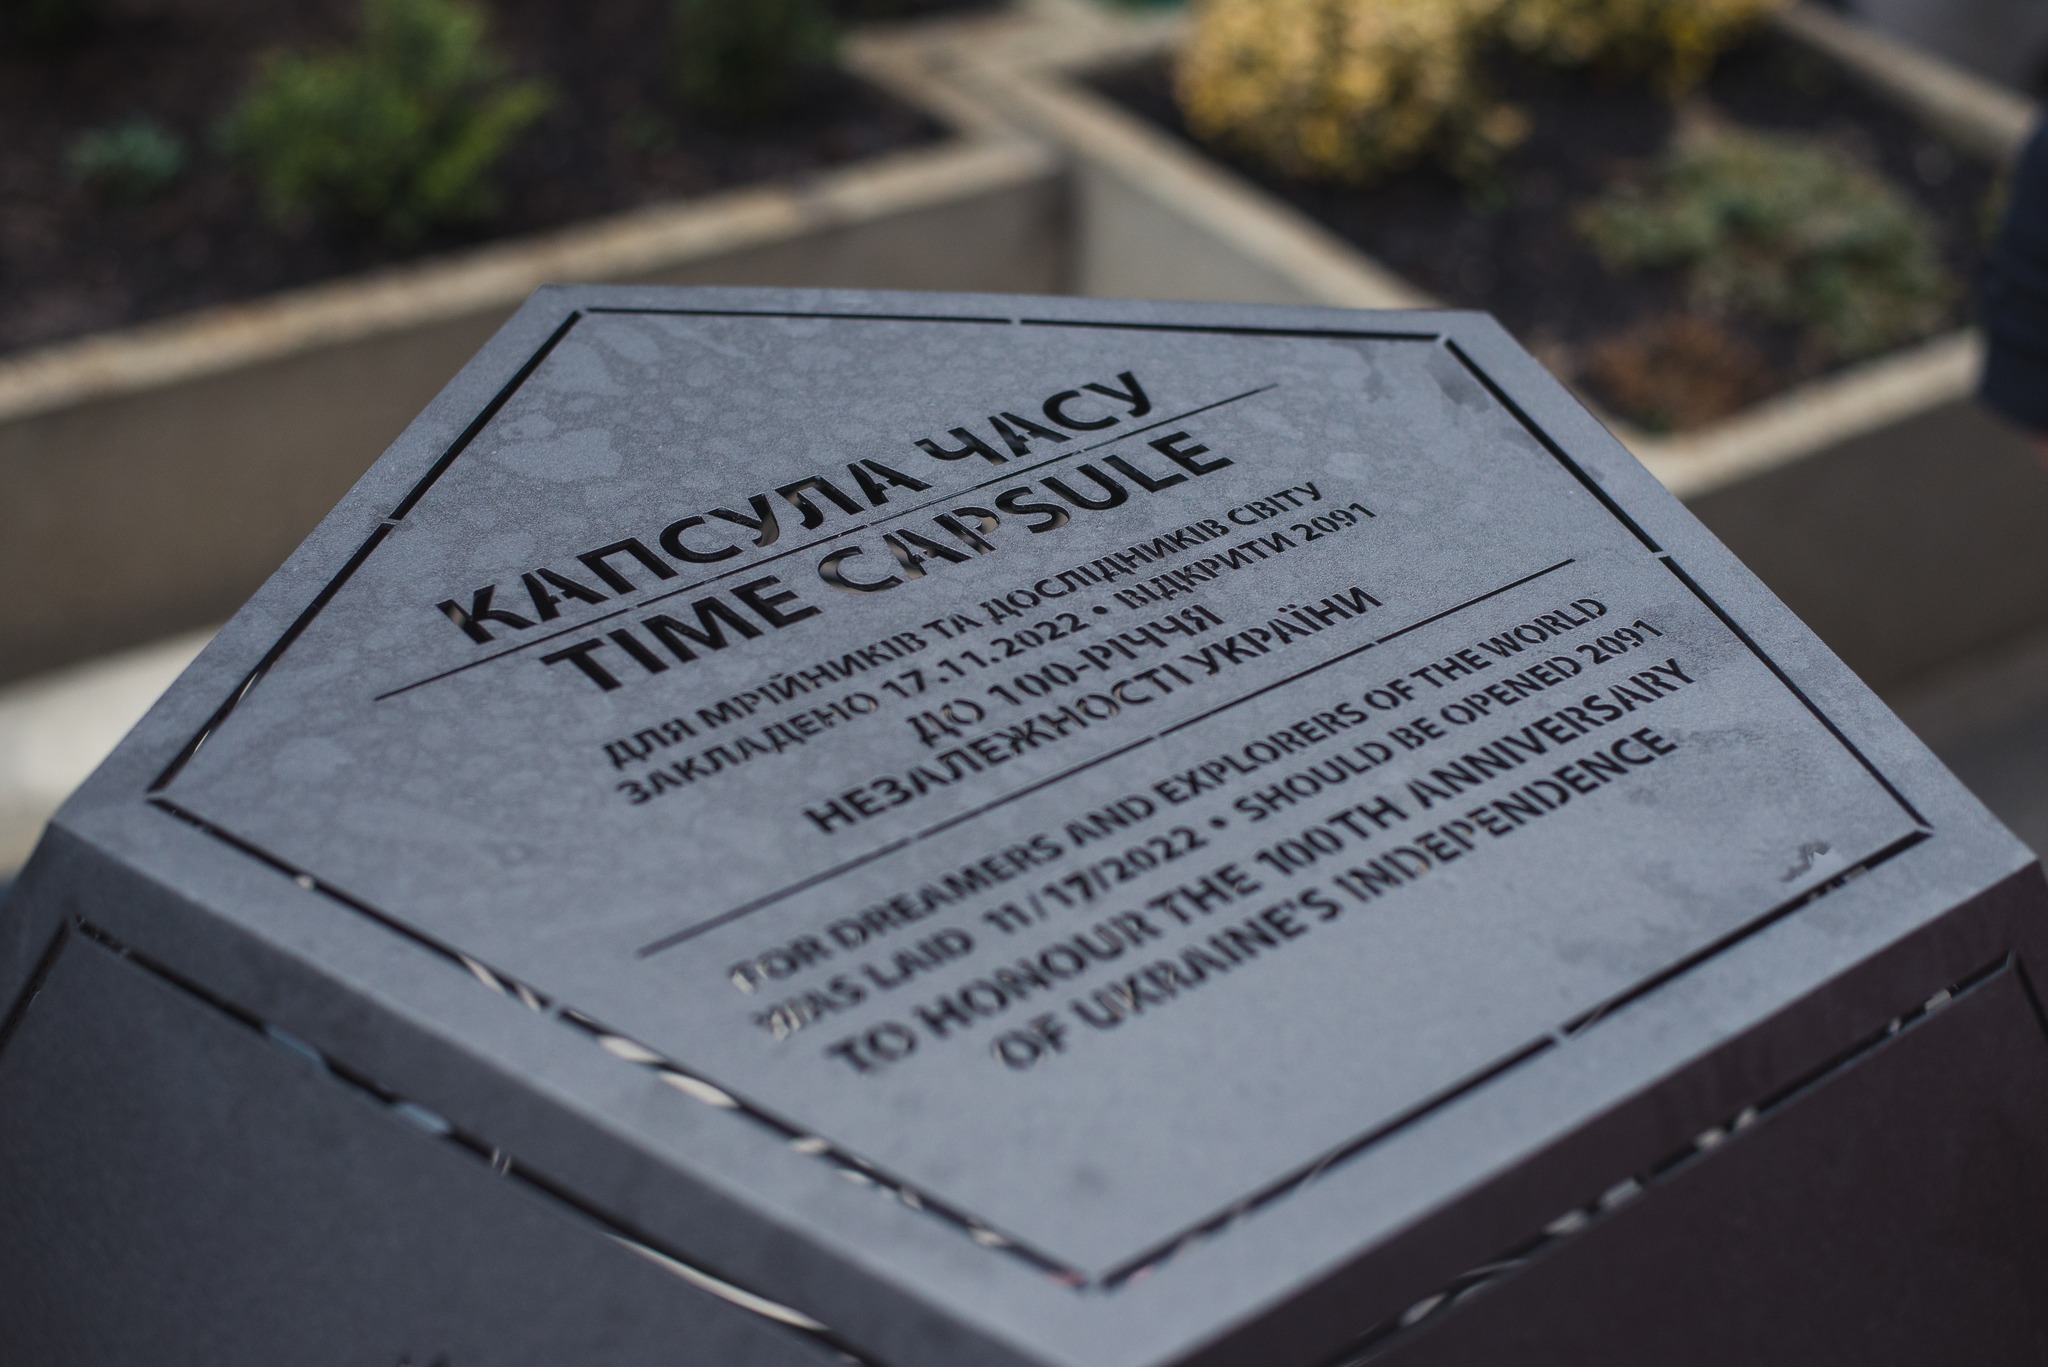 КАПСУЛА ЧАСУ
TIME CAPSULE
ДЛЯ МРІЙНИКІВ ТА ДОСЛІДНИКІВ СВІТУ
ЗАКЛАДЕНО 17.11.2022 • ВІДКРИТИ 2091
ДО 100-РІЧЧЯ
НЕЗАЛЕЖНОСТІ УКРАЇНИ
FOR DREAMERS AND EXPLORERS OF THE WORLD
WAS LAID 11/17/2022 • SHOULD BE OPENED 2091
TO HONOUR THE 100TH ANNIVERSARY
OF UKRAINE'S INDEPENDENCE